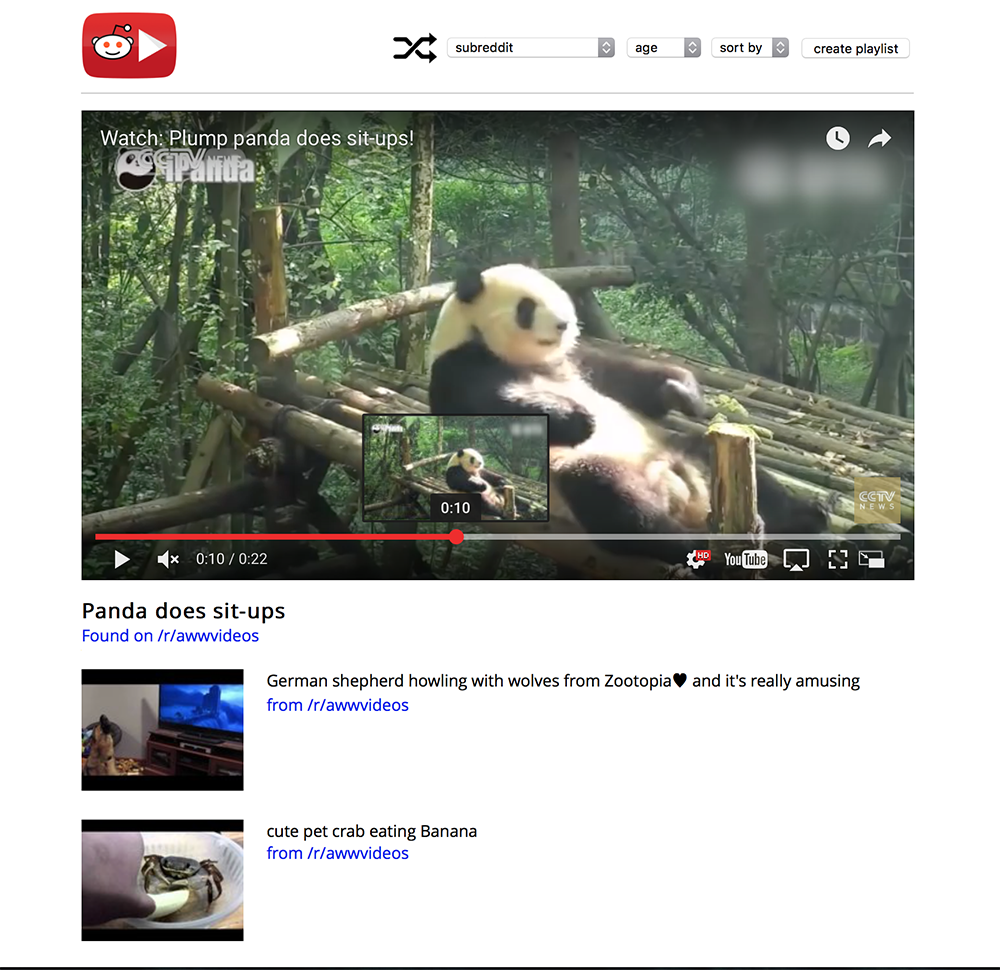 subreddit
age
sort by
create playlist
Watch: Plump panda does sit-ups!
CCTV NEWS
iPanda
0:10
CCTV
NEWS
0:10 / 0:22
HD
YouTube
Panda does sit-ups
Found on /r/awwvideos
German shepherd howling with wolves from Zootopia♥ and it's really amusing
from /r/awwvideos
cute pet crab eating Banana
from /r/awwvideos